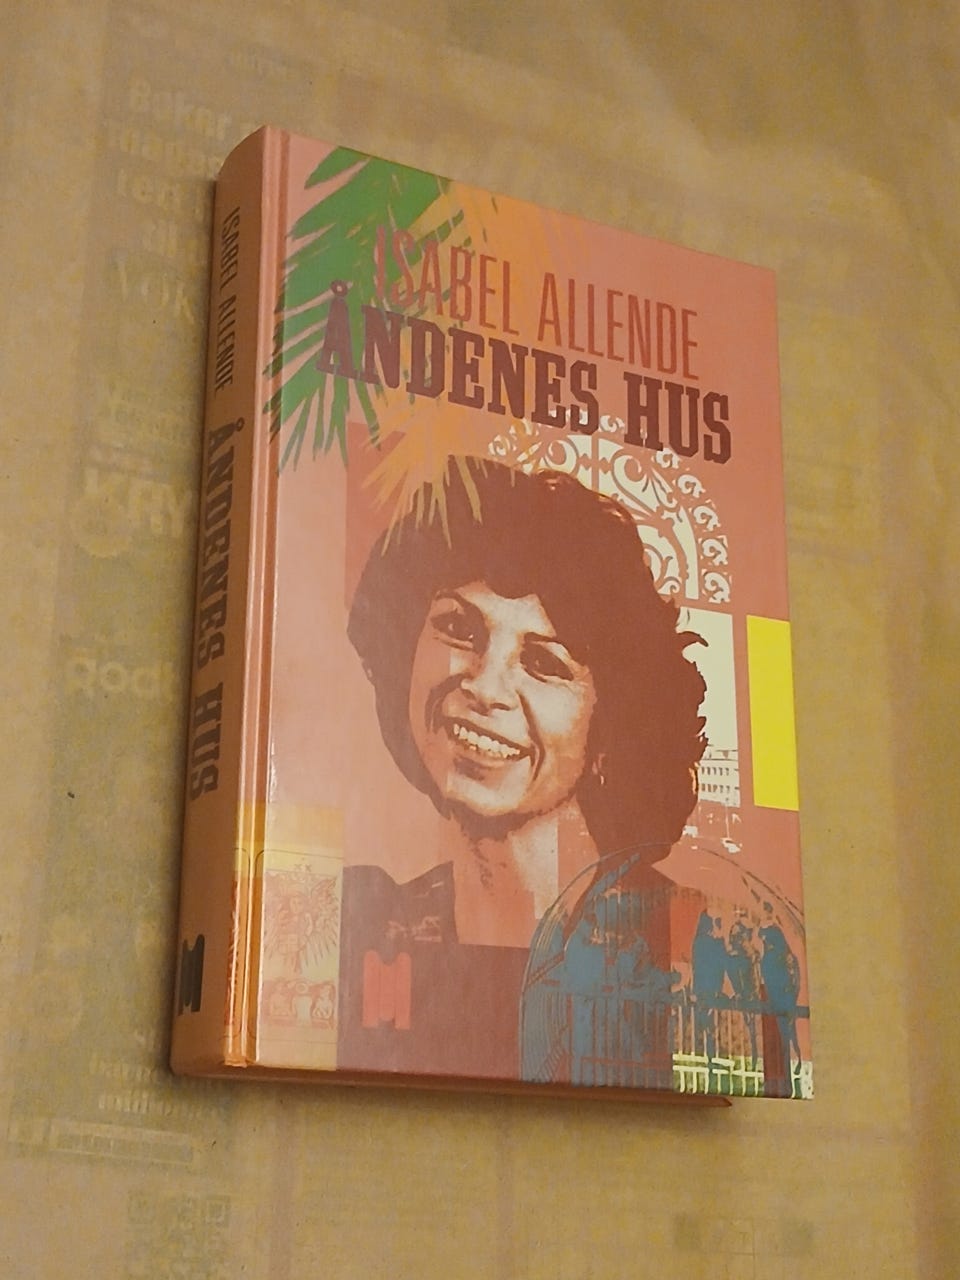 ISABEL ALLENDE
ÅNDENES HUS
ISABEL ALLENDE ÅNDENES HUS
M
M